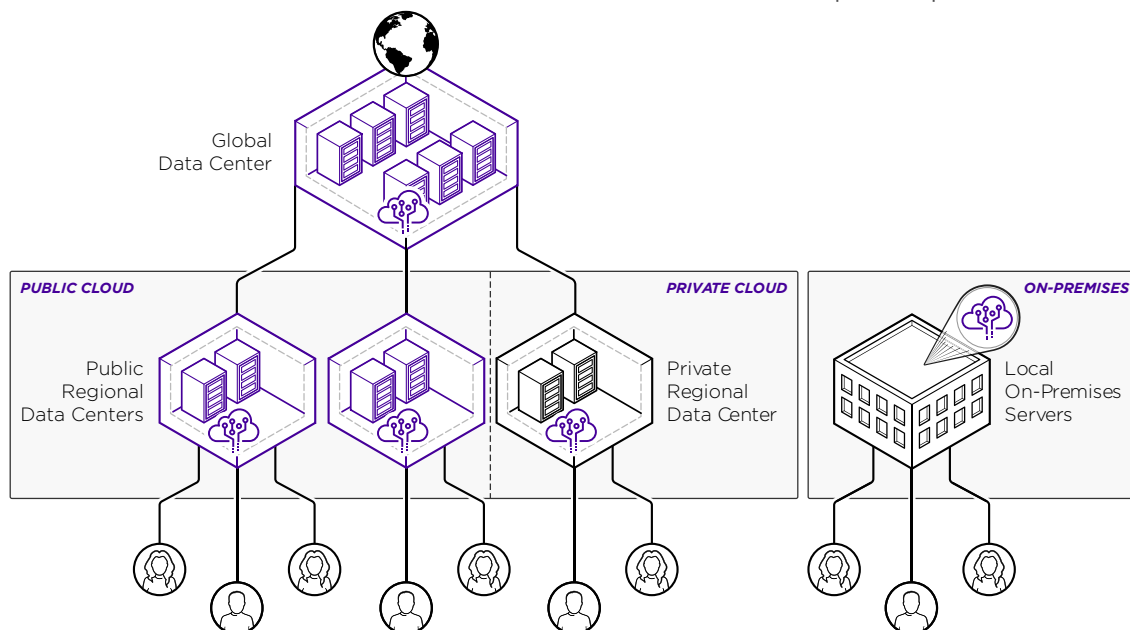 Global
Data Center
PUBLIC CLOUD
PRIVATE CLOUD
ON-PREMISES
Public
Regional
Data Centers
Private
Regional
Data Center
Local
On-Premises
Servers